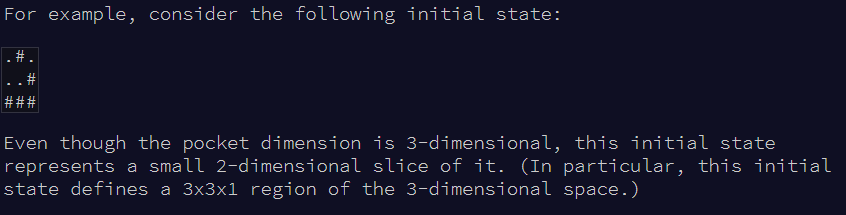 For example, consider the following initial state:
.#.
..#
###
Even though the pocket dimension is 3-dimensional, this initial state
represents a small 2-dimensional slice of it. (In particular, this initial
state defines a 3x3x1 region of the 3-dimensional space.)